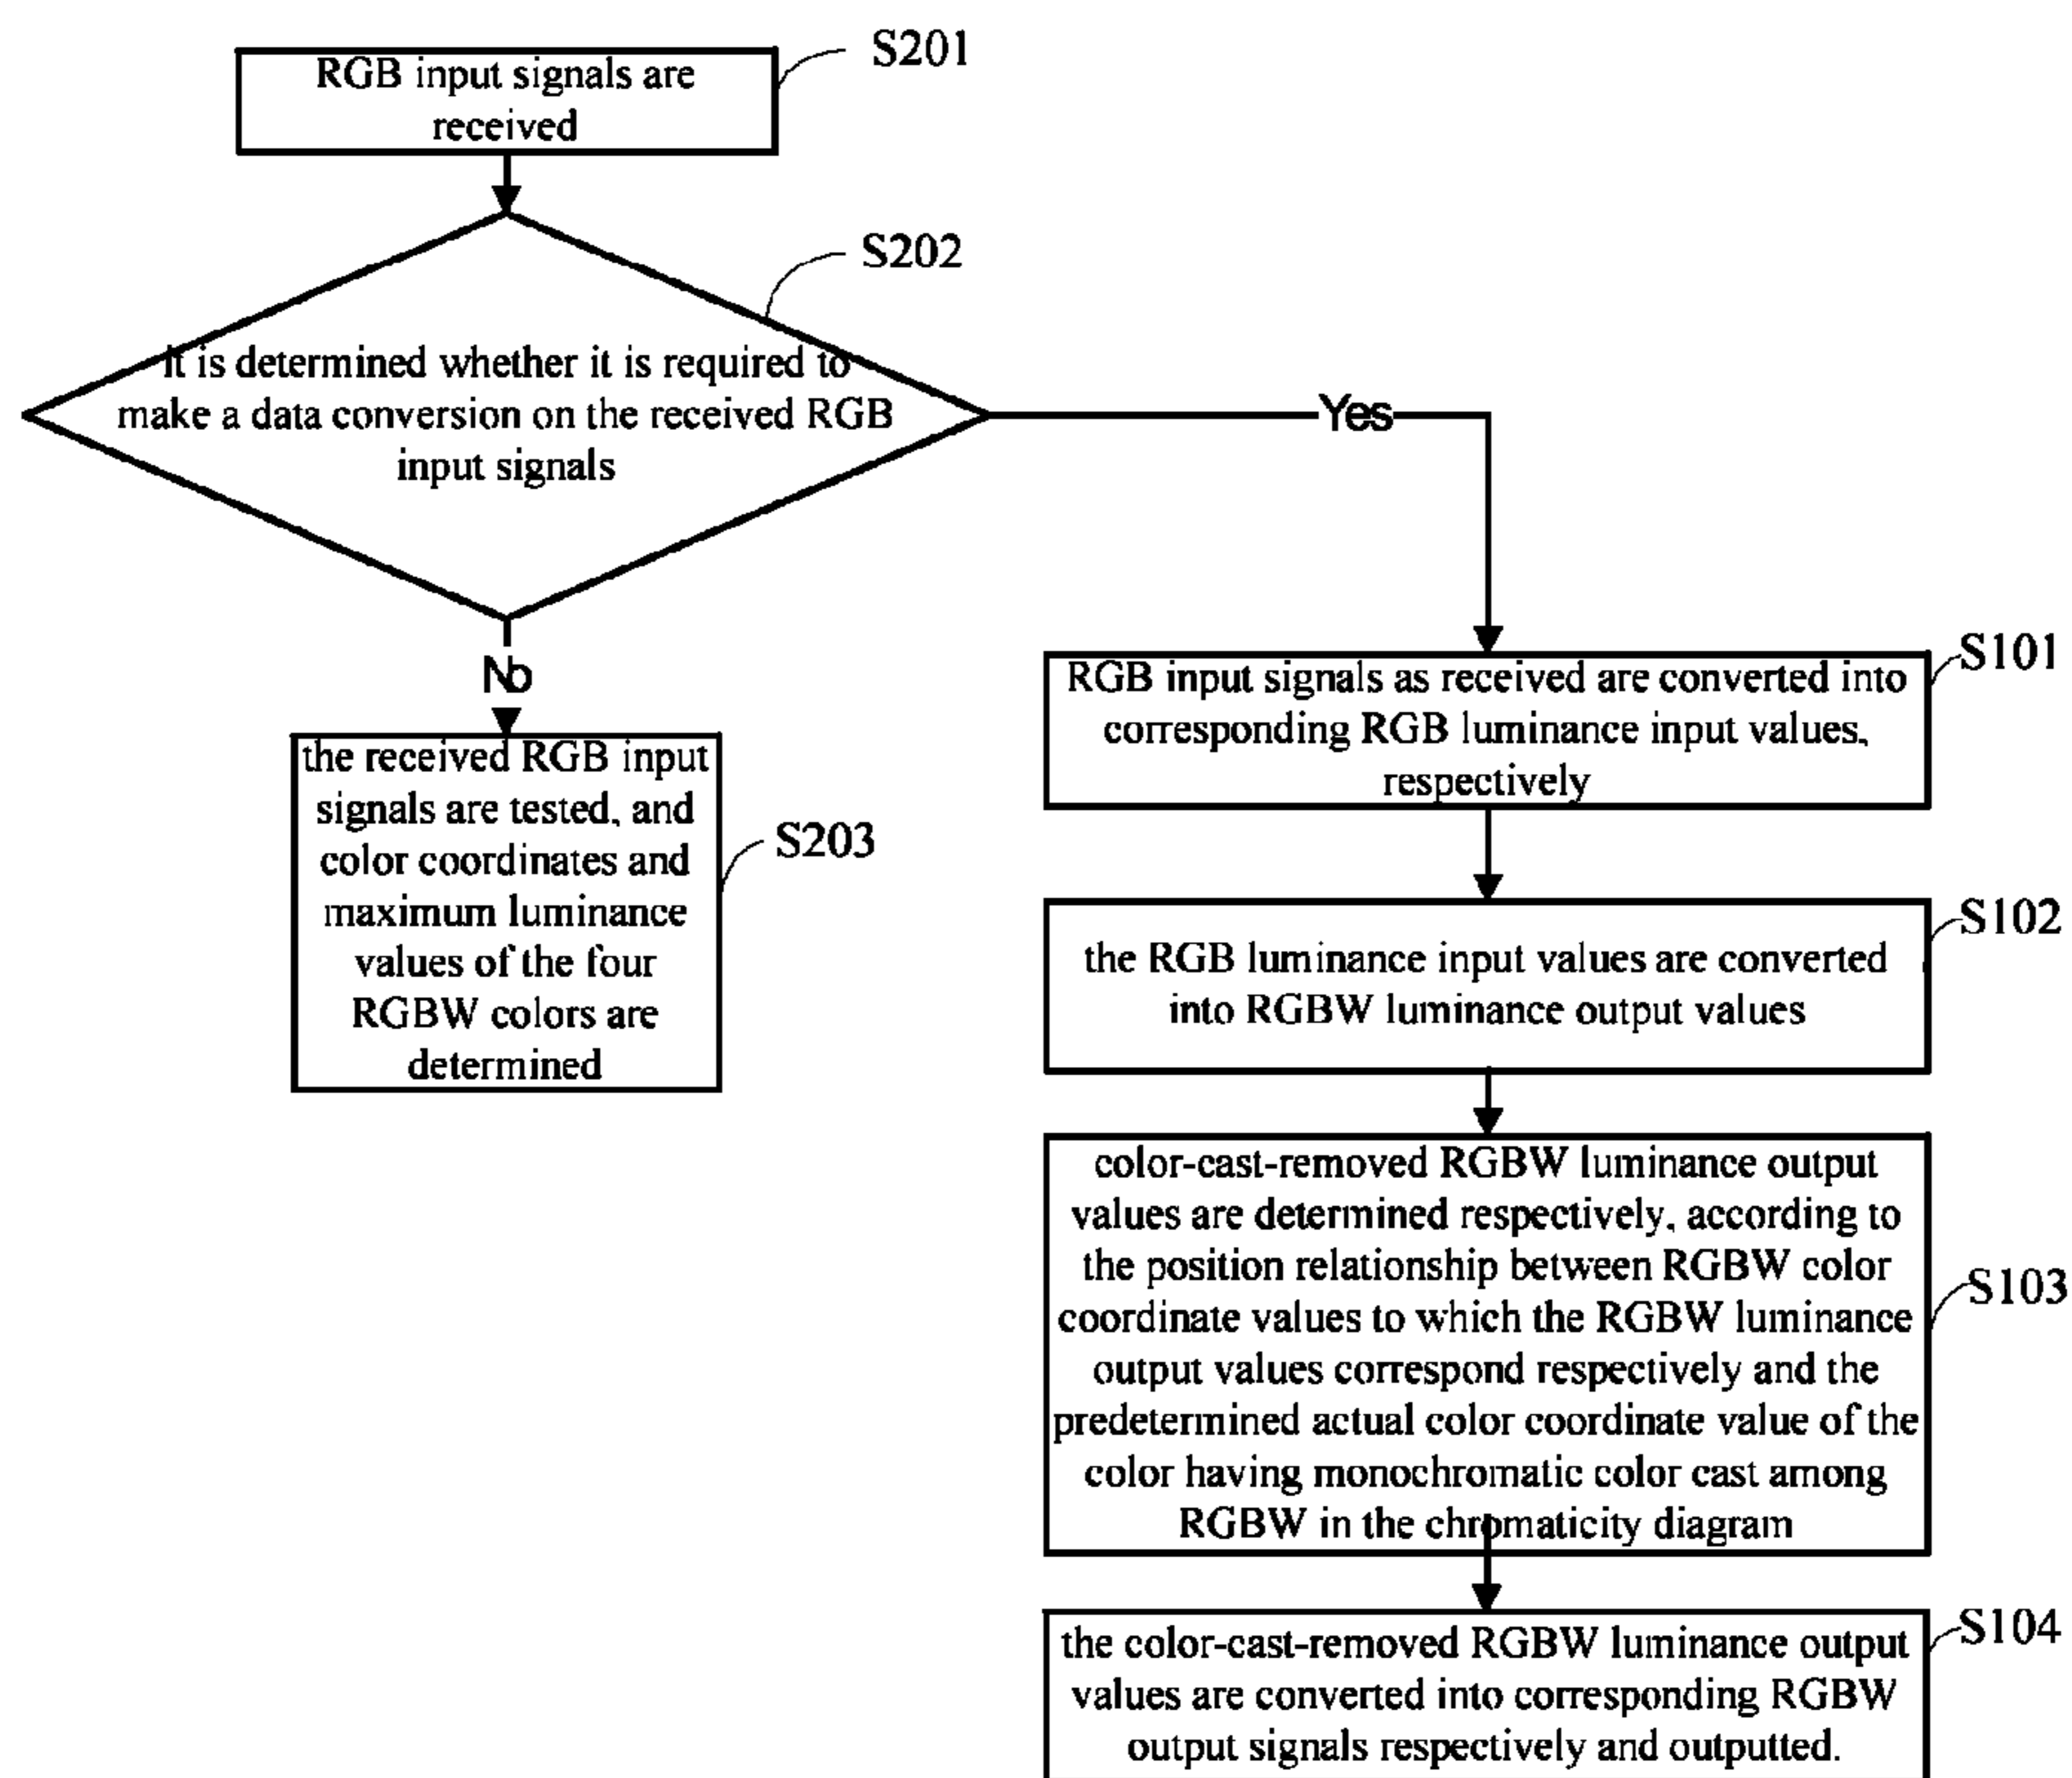 RGB input signals are
received
S201
It is determined whether it is required to
make a data conversion on the received RGB
input signals
S202
Yes
No
the received RGB input
signals are tested, and
color coordinates and
maximum luminance
values of the four
RGBW colors are
determined
S203
RGB input signals as received are converted into
corresponding RGB luminance input values,
respectively
S101
the RGB luminance input values are converted
into RGBW luminance output values
S102
color-cast-removed RGBW luminance output
values are determined respectively, according to
the position relationship between RGBW color
coordinate values to which the RGBW luminance
output values correspond respectively and the
predetermined actual color coordinate value of the
color having monochromatic color cast among
RGBW in the chromaticity diagram
S103
the color-cast-removed RGBW luminance output
values are converted into corresponding RGBW
output signals respectively and outputted.
S104